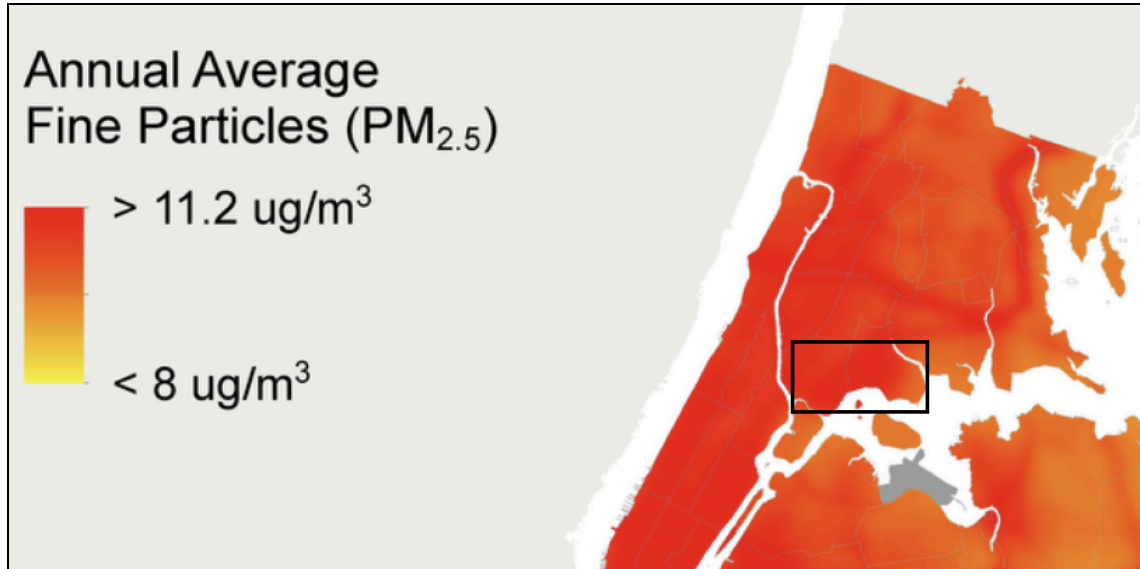 Annual Average
Fine Particles (PM2.5)
> 11.2 ug/m3
< 8 ug/m3